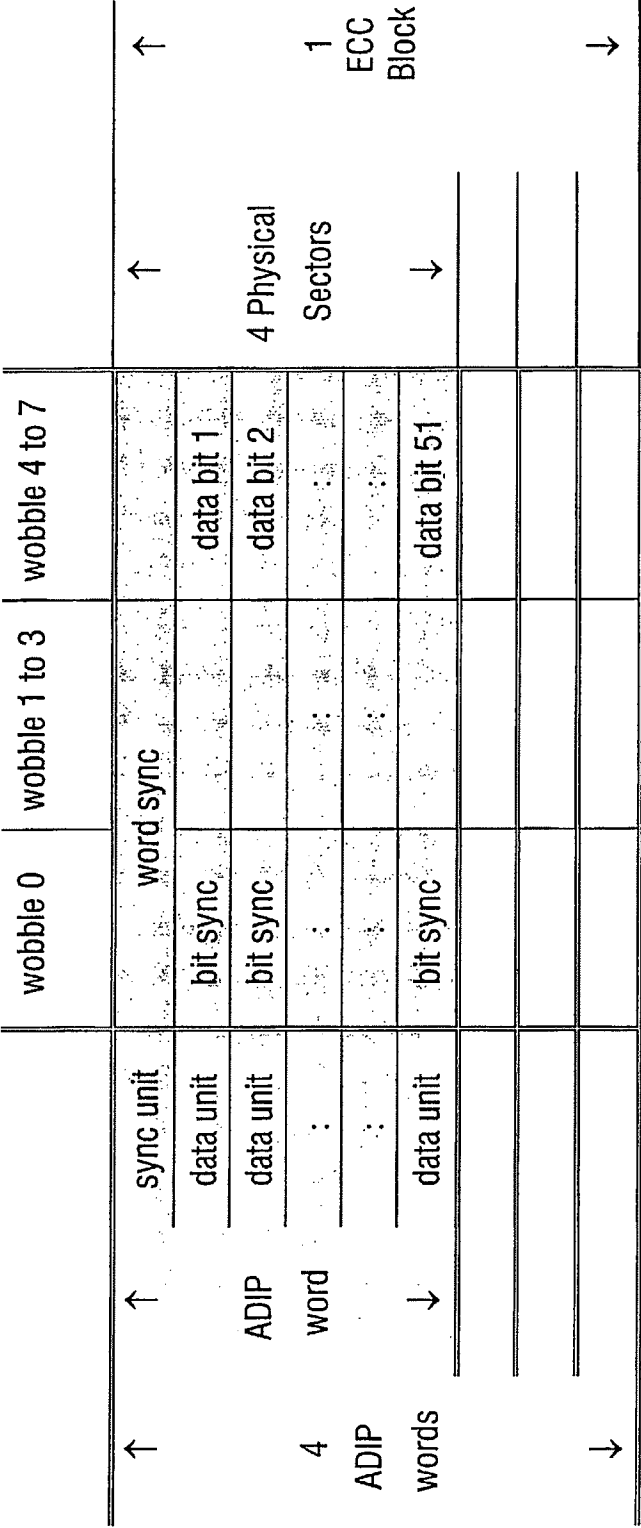 wobble 0 wobble 1 to 3 wobble 4 to 7
↑ ↑ sync unit word sync ↑ ↑
data unit bit sync data bit 1
ADIP data unit bit sync data bit 2 4 Physical
4 word : : : : Sectors 1
ADIP : : : : ECC
words ↓ data unit bit sync data bit 51 ↓ Block
↓ ↓